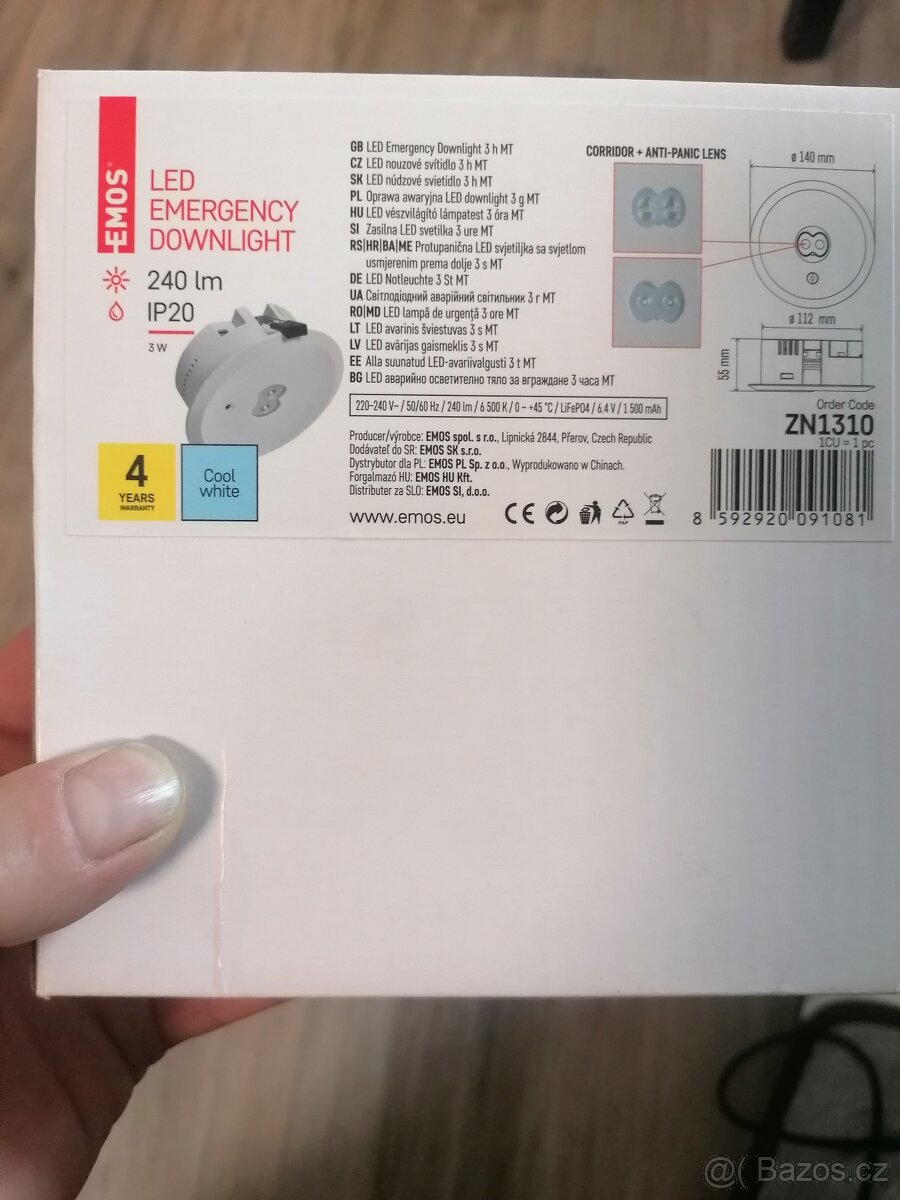 EMOS
LED
EMERGENCY
DOWNLIGHT
240 lm
IP20
3 W
4
YEARS
WARRANTY
Cool
white
GB LED Emergency Downlight 3 h MT
CZ LED nouzové svítidlo 3 h MT
SK LED núdzové svietidlo 3 h MT
PL Oprawa awaryjna LED downlight 3 g MT
HU LED vészvilágító lámpatest 3 óra MT
SI Zasilna LED svetilka 3 ure MT
RS|HR|BA|ME Protupanična LED svjetiljka sa svjetlom
usmjerenim prema dolje 3 s MT
DE LED Notleuchte 3 St MT
UA Світлодіодний аварійний світильник 3 г MT
RO|MD LED lampă de urgență 3 ore MT
LT LED avarinis šviestuvas 3 s MT
LV LED avārijas gaismeklis 3 s MT
EE Alla suunatud LED-avariivalgusti 3 t MT
BG LED аварийно осветително тяло за вграждане 3 часа MT
220-240 V~ / 50/60 Hz / 240 lm / 6 500 K / 0 ~ +45 °C / LiFePO4 / 6.4 V / 1 500 mAh
Producer/výrobce: EMOS spol. s r.o., Lipnická 2844, Přerov, Czech Republic
Dodávateľ do SR: EMOS SK s.r.o.
Dystrybutor dla PL: EMOS PL Sp. z o.o., Wyprodukowano w Chinach.
Forgalmazó HU: EMOS HU Kft.
Distributer za SLO: EMOS SI, d.o.o.
www.emos.eu
CE
PAP
CORRIDOR + ANTI-PANIC LENS
ø 140 mm
ø 112 mm
55 mm
Order Code
ZN1310
1CU = 1 pc
8 592920 091081
@( Bazos.cz